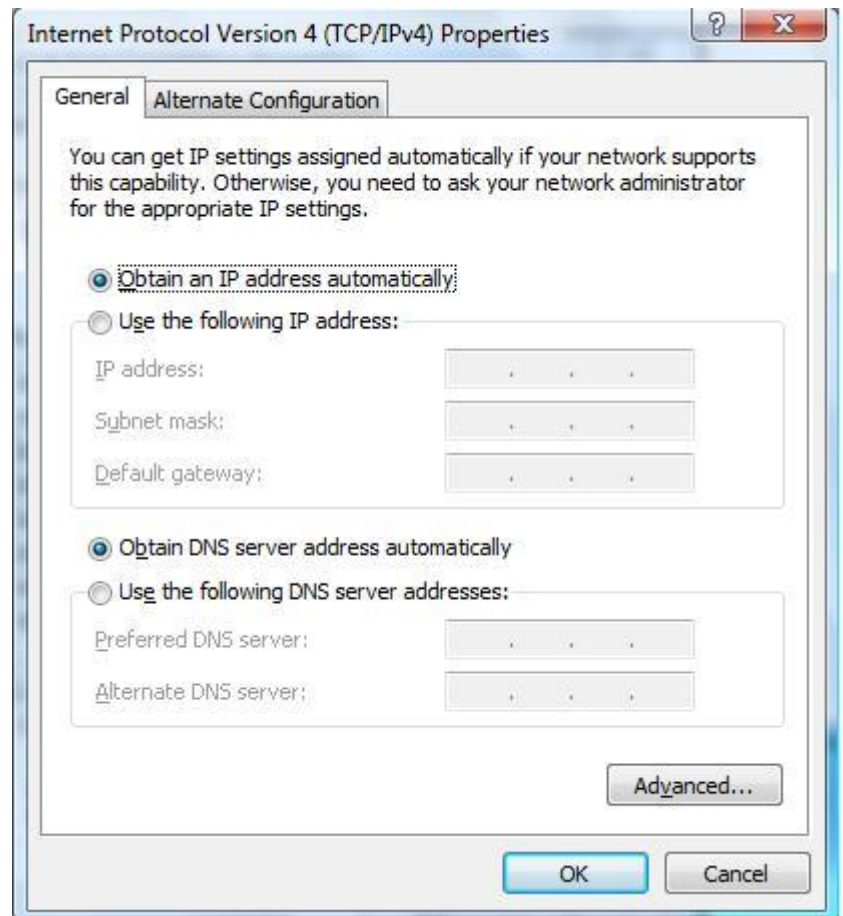 Internet Protocol Version 4 (TCP/IPv4) Properties
General
Alternate Configuration
You can get IP settings assigned automatically if your network supports
this capability. Otherwise, you need to ask your network administrator
for the appropriate IP settings.
Obtain an IP address automatically
Use the following IP address:
IP address:
. . .
Subnet mask:
. . .
Default gateway:
. . .
Obtain DNS server address automatically
Use the following DNS server addresses:
Preferred DNS server:
. . .
Alternate DNS server:
. . .
Advanced...
OK
Cancel